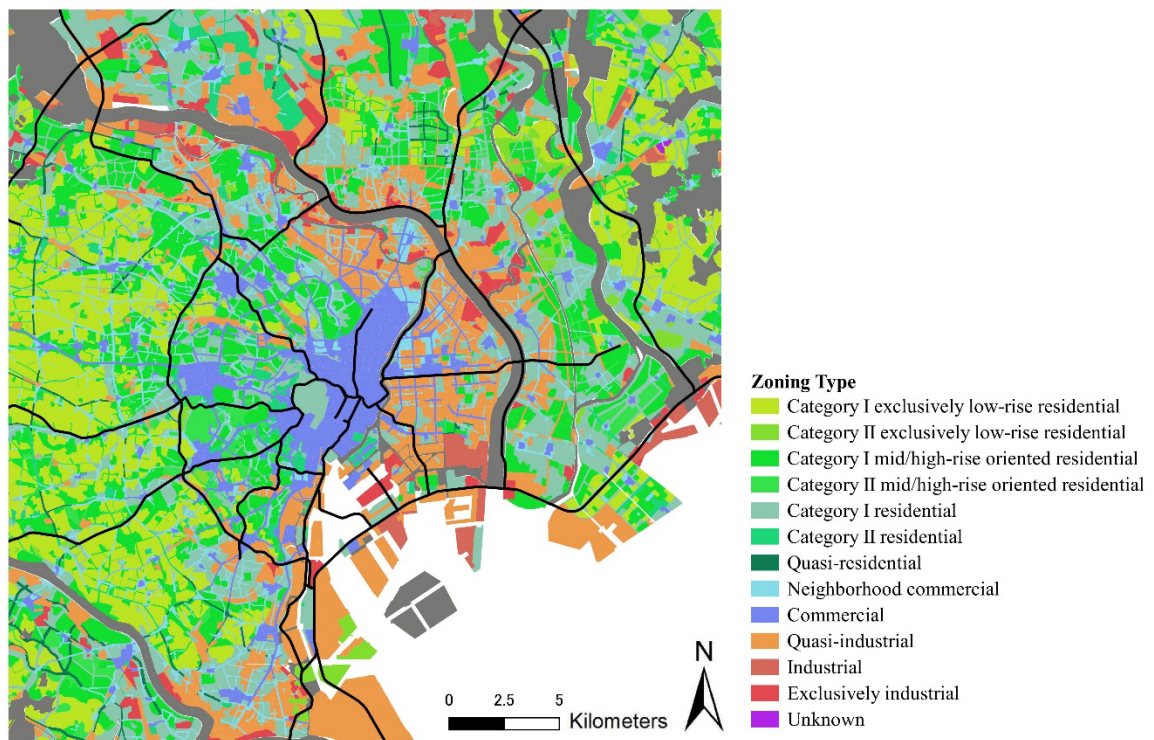 Zoning Type
Category I exclusively low-rise residential
Category II exclusively low-rise residential
Category I mid/high-rise oriented residential
Category II mid/high-rise oriented residential
Category I residential
Category II residential
Quasi-residential
Neighborhood commercial
Commercial
Quasi-industrial
Industrial
Exclusively industrial
Unknown
N
0 2.5 5
Kilometers